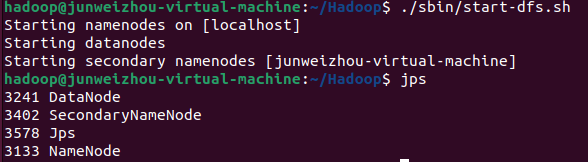 hadoop@junweizhou-virtual-machine:~/Hadoop$ ./sbin/start-dfs.sh
Starting namenodes on [localhost]
Starting datanodes
Starting secondary namenodes [junweizhou-virtual-machine]
hadoop@junweizhou-virtual-machine:~/Hadoop$ jps
3241 DataNode
3402 SecondaryNameNode
3578 Jps
3133 NameNode